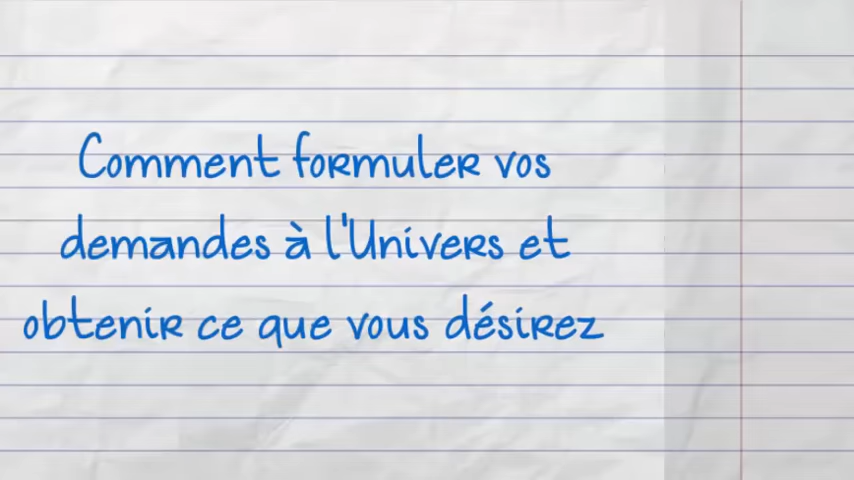 Comment formuler vos
demandes à l'Univers et
obtenir ce que vous désirez